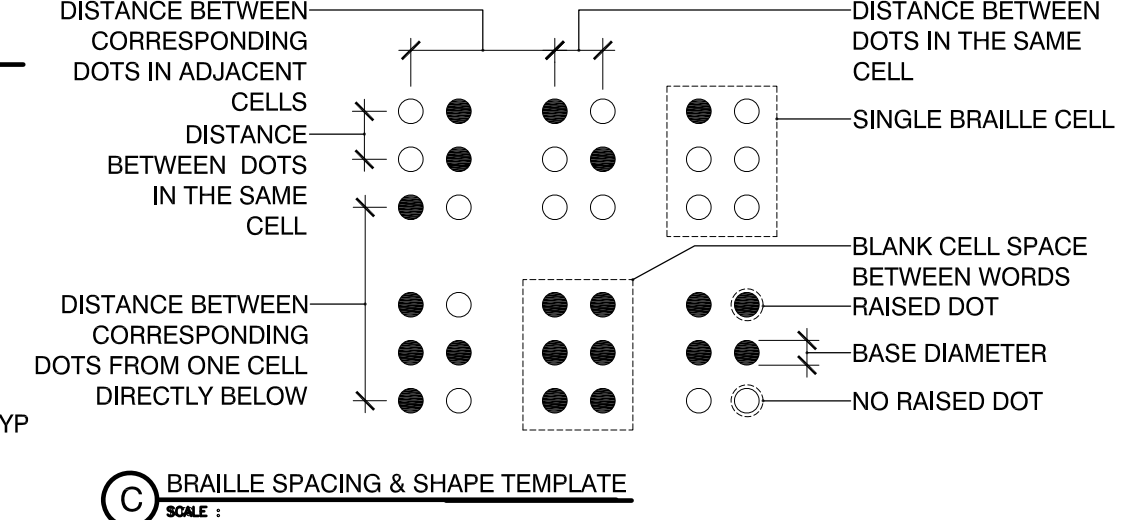 DISTANCE BETWEEN
CORRESPONDING
DOTS IN ADJACENT
CELLS
DISTANCE
BETWEEN DOTS
IN THE SAME
CELL
DISTANCE BETWEEN
CORRESPONDING
DOTS FROM ONE CELL
DIRECTLY BELOW
YP
DISTANCE BETWEEN
DOTS IN THE SAME
CELL
SINGLE BRAILLE CELL
BLANK CELL SPACE
BETWEEN WORDS
RAISED DOT
BASE DIAMETER
NO RAISED DOT
C
BRAILLE SPACING & SHAPE TEMPLATE
SCALE :